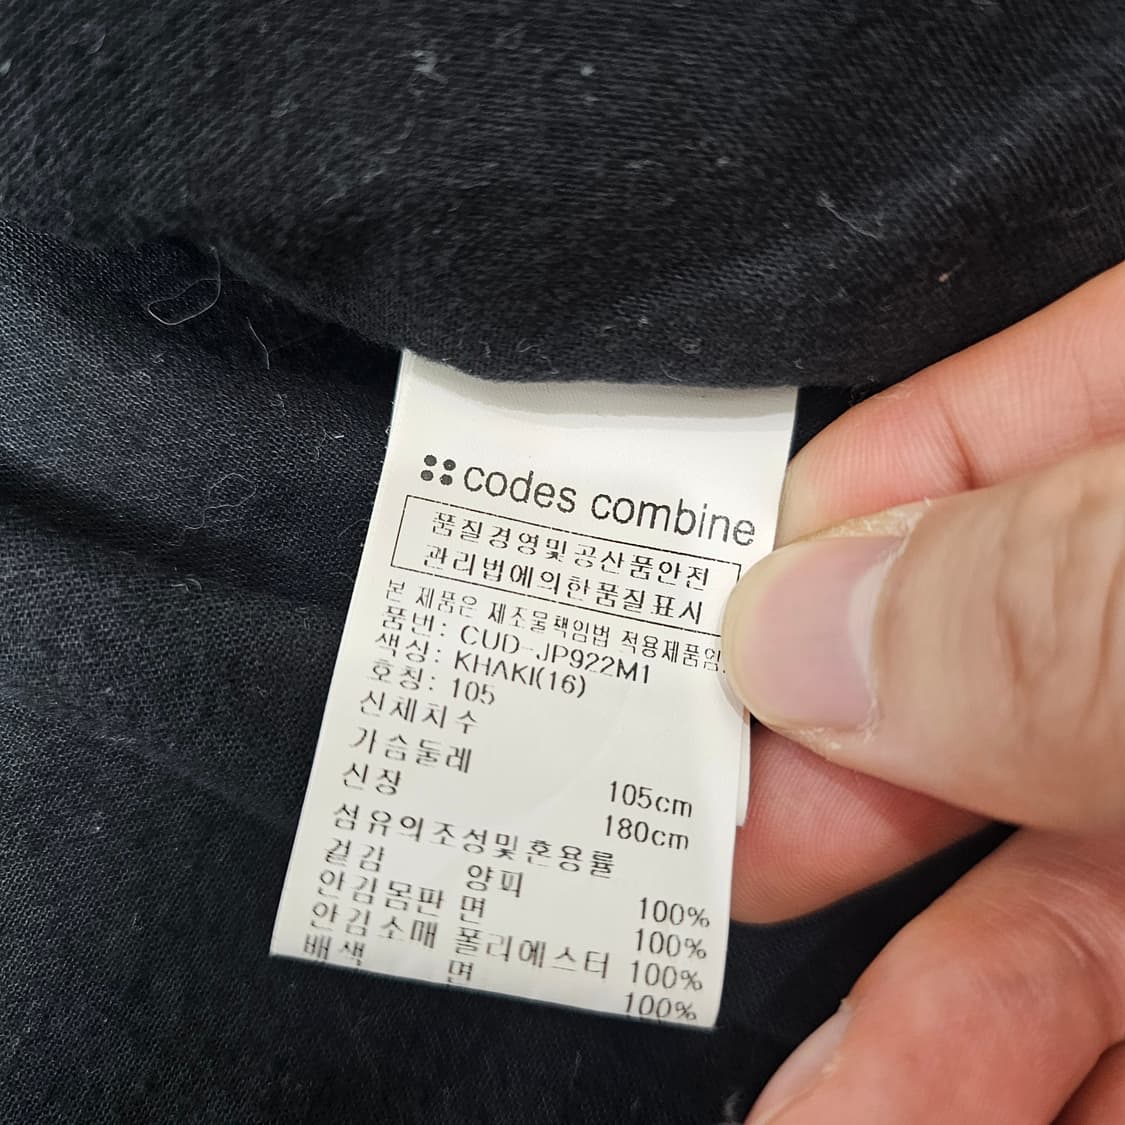 codes combine
품질경영및공산품안전
관리법에의한품질표시
본 제품은 제조물책임법 적용제품임.
품번: CUD-JP922M1
색상: KHAKI(16)
호칭: 105
신체치수
가슴둘레 105cm
신장 180cm
섬유의조성및혼용률
겉감 양피 100%
안감몸판 면 100%
안감소매 폴리에스터 100%
배색 면 100%